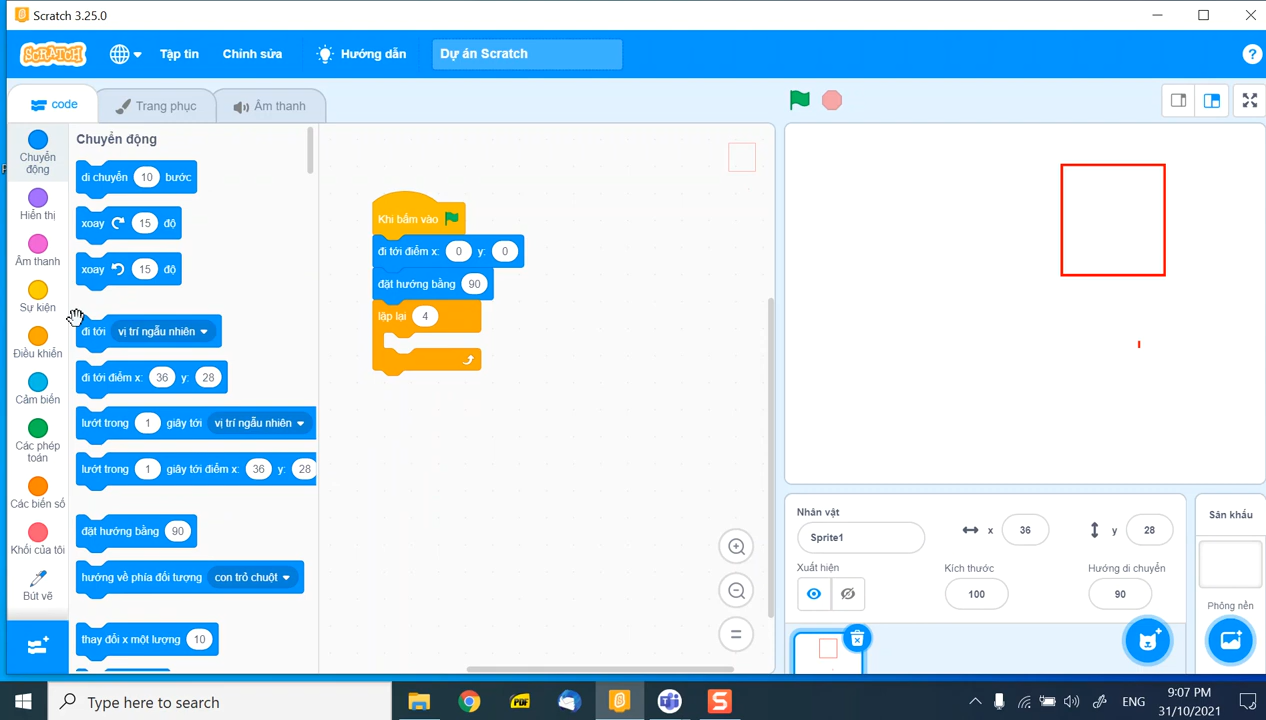 Scratch 3.25.0
SCRATCH
Tập tin
Chỉnh sửa
Hướng dẫn
Dự án Scratch
?
code
Trang phục
Âm thanh
Chuyển động
Chuyển động
Hiển thị
Âm thanh
Sự kiện
Điều khiển
Cảm biến
Các phép toán
Các biến số
Khối của tôi
Bút vẽ
di chuyển 10 bước
xoay 15 độ
xoay 15 độ
đi tới vị trí ngẫu nhiên
đi tới điểm x: 36 y: 28
lướt trong 1 giây tới vị trí ngẫu nhiên
lướt trong 1 giây tới điểm x: 36 y: 28
đặt hướng bằng 90
hướng về phía đối tượng con trỏ chuột
thay đổi x một lượng 10
Khi bấm vào
đi tới điểm x: 0 y: 0
đặt hướng bằng 90
lặp lại 4
Nhân vật
Sprite1
x 36
y 28
Xuất hiện
Kích thước
100
Hướng di chuyển
90
Sân khấu
Phông nền
Type here to search
PDF
ENG
9:07 PM
31/10/2021